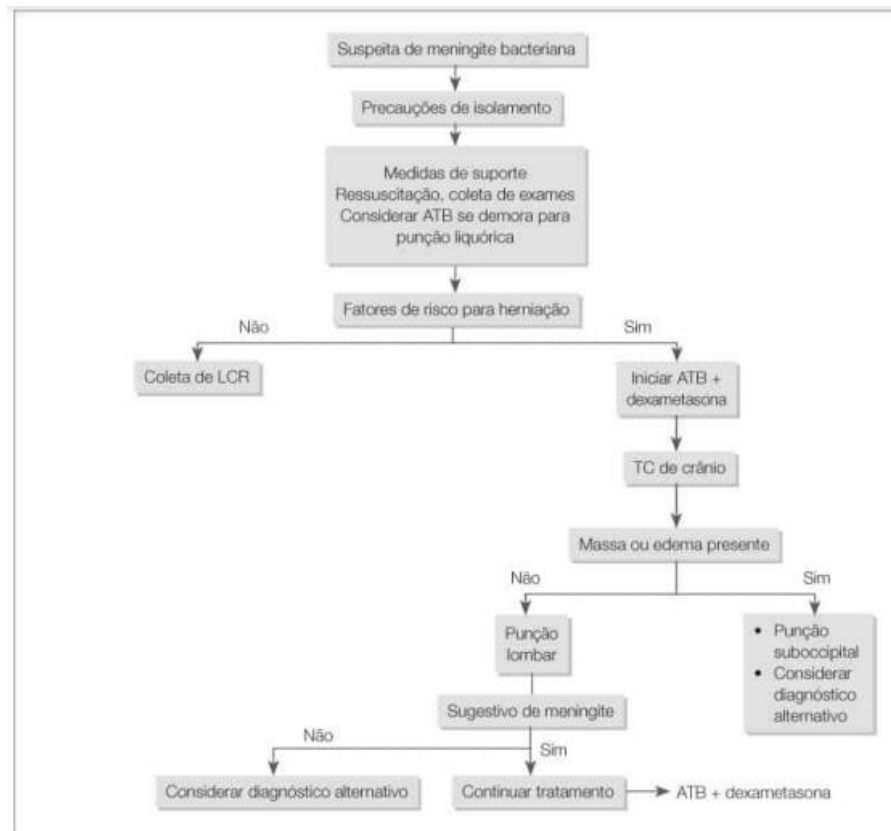 Suspeita de meningite bacteriana
Precauções de isolamento
Medidas de suporte
Ressuscitação, coleta de exames
Considerar ATB se demora para
punção liquórica
Fatores de risco para herniação
Não
Sim
Coleta de LCR
Iniciar ATB +
dexametasona
TC de crânio
Massa ou edema presente
Não
Sim
Punção
lombar
• Punção
suboccipital
• Considerar
diagnóstico
alternativo
Sugestivo de meningite
Não
Sim
Considerar diagnóstico alternativo
Continuar tratamento
ATB + dexametasona